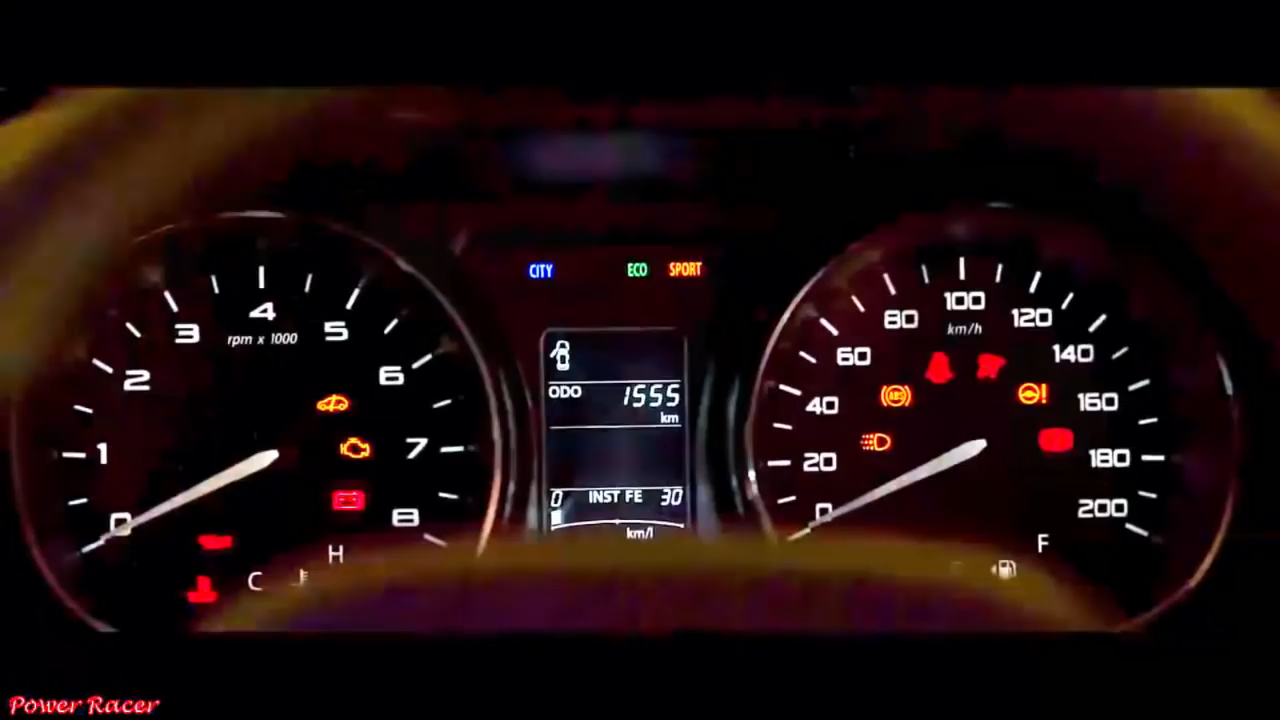 CITY ECO SPORT
0 1 2 3 4 5 6 7 8
rpm x 1000
0 20 40 60 80 100 120 140 160 180 200
km/h
ODO 1555
km
0 INST FE 30
km/l
ABS
C H
F
Power Racer